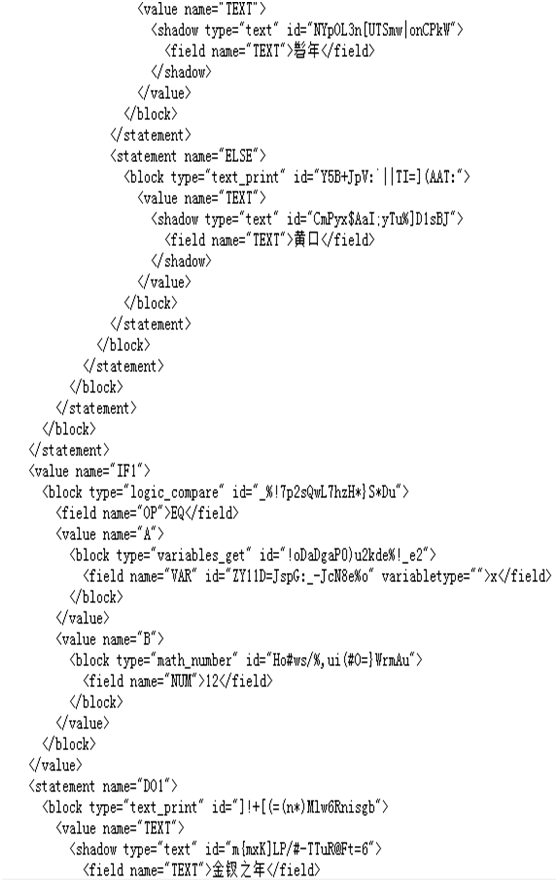 <value name="TEXT">
<shadow type="text" id="NYpOL3n[UTSmw|onCPkW">
<field name="TEXT">髫年</field>
</shadow>
</value>
</block>
</statement>
<statement name="ELSE">
<block type="text_print" id="Y5B+JpV:`||TI=](AAT:">
<value name="TEXT">
<shadow type="text" id="CmPyx$AaI;yTu%]D1sBJ">
<field name="TEXT">黄口</field>
</shadow>
</value>
</block>
</statement>
</block>
</statement>
</block>
</statement>
</block>
</statement>
<value name="IF1">
<block type="logic_compare" id="_%!7p2sQwL7hzH*}S*Du">
<field name="OP">EQ</field>
<value name="A">
<block type="variables_get" id="!oDaDgaP0)u2kde%!_e2">
<field name="VAR" id="ZY11D=JspG:_-JcN8e%o" variabletype="">x</field>
</block>
</value>
<value name="B">
<block type="math_number" id="Ho#ws/%,ui(#O=}WrmAu">
<field name="NUM">12</field>
</block>
</value>
</block>
</value>
<statement name="DO1">
<block type="text_print" id="]!+[(=(n*)Mlw6Rnisgb">
<value name="TEXT">
<shadow type="text" id="m{mxK]LP/#-TTuR@Ft=6">
<field name="TEXT">金钗之年</field>